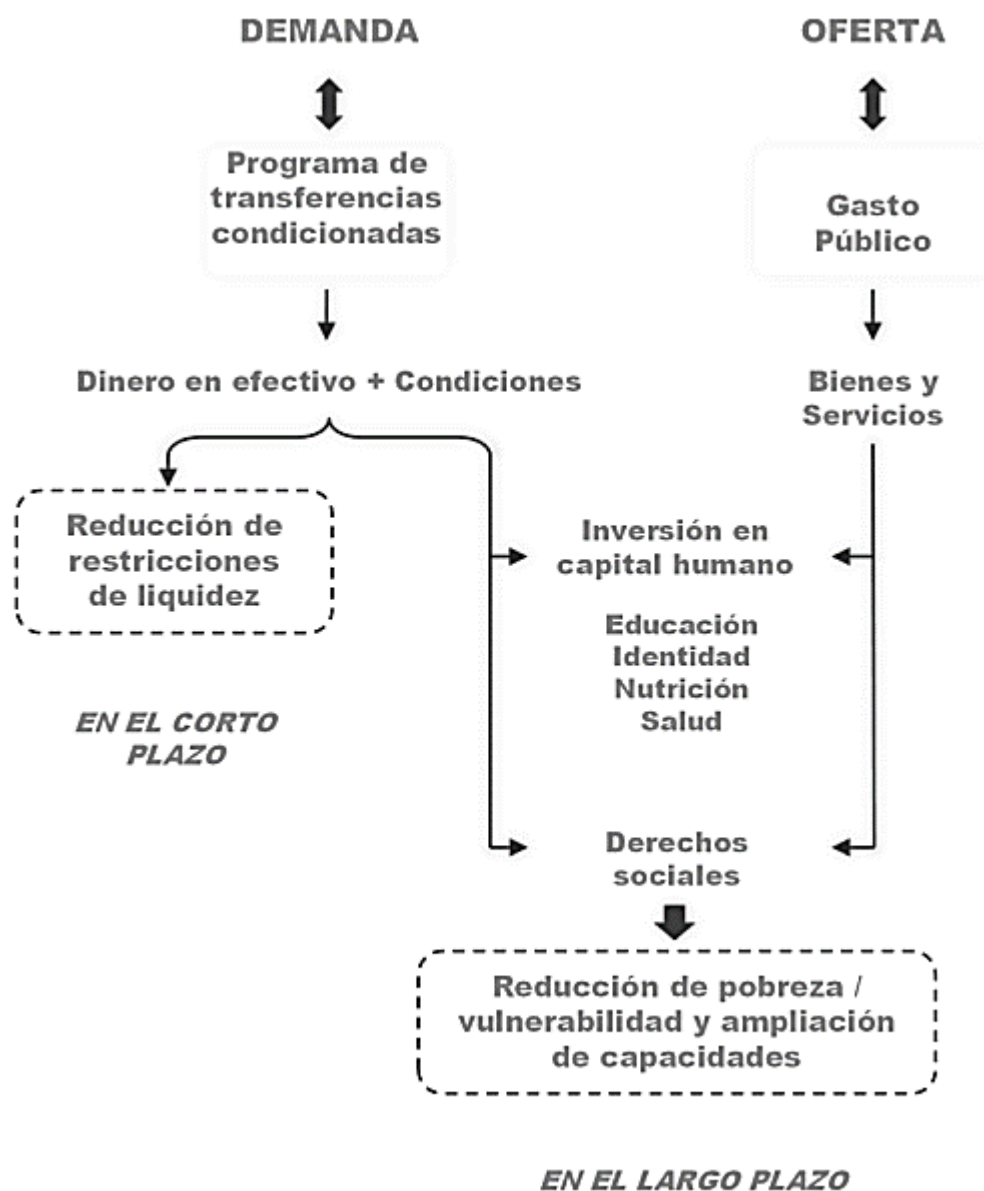 DEMANDA
OFERTA
Programa de
transferencias
condicionadas
Gasto
Público
Dinero en efectivo + Condiciones
Bienes y
Servicios
Reducción de
restricciones
de liquidez
Inversión en
capital humano
Educación
Identidad
Nutrición
Salud
EN EL CORTO
PLAZO
Derechos
sociales
Reducción de pobreza /
vulnerabilidad y ampliación
de capacidades
EN EL LARGO PLAZO